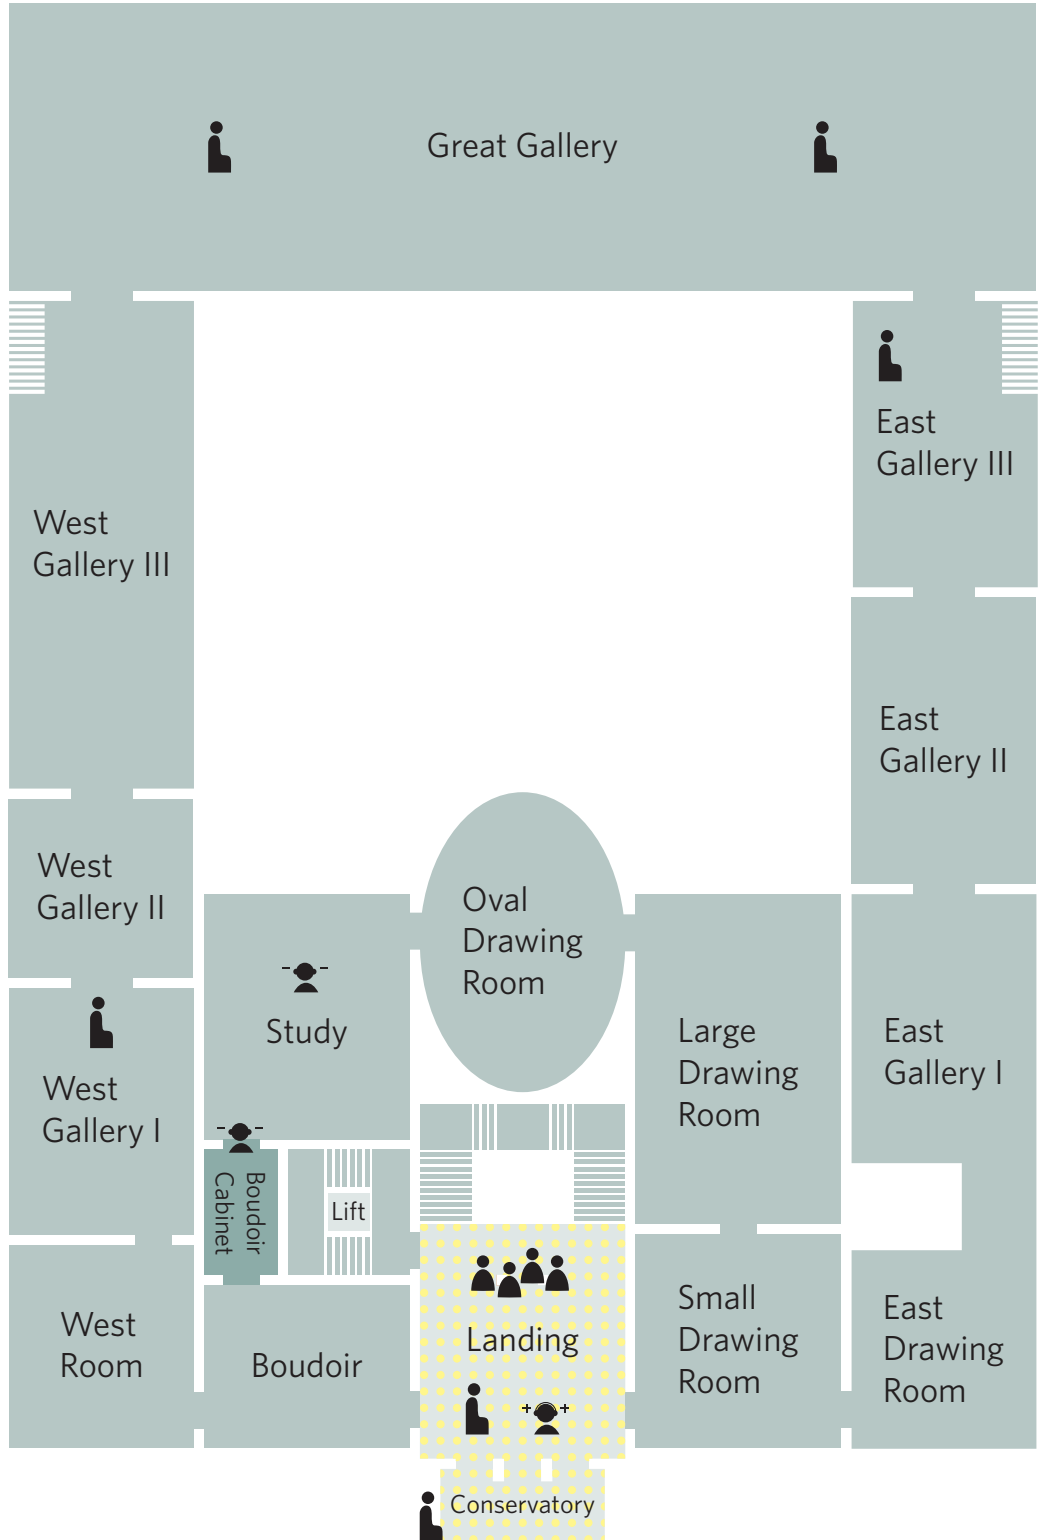 Great Gallery
East
Gallery III
West
Gallery III
East
Gallery II
West
Gallery II
Oval
Drawing
Room
Study
Large
Drawing
Room
East
Gallery I
West
Gallery I
Boudoir
Cabinet
Lift
West
Room
Boudoir
Landing
Small
Drawing
Room
East
Drawing
Room
Conservatory